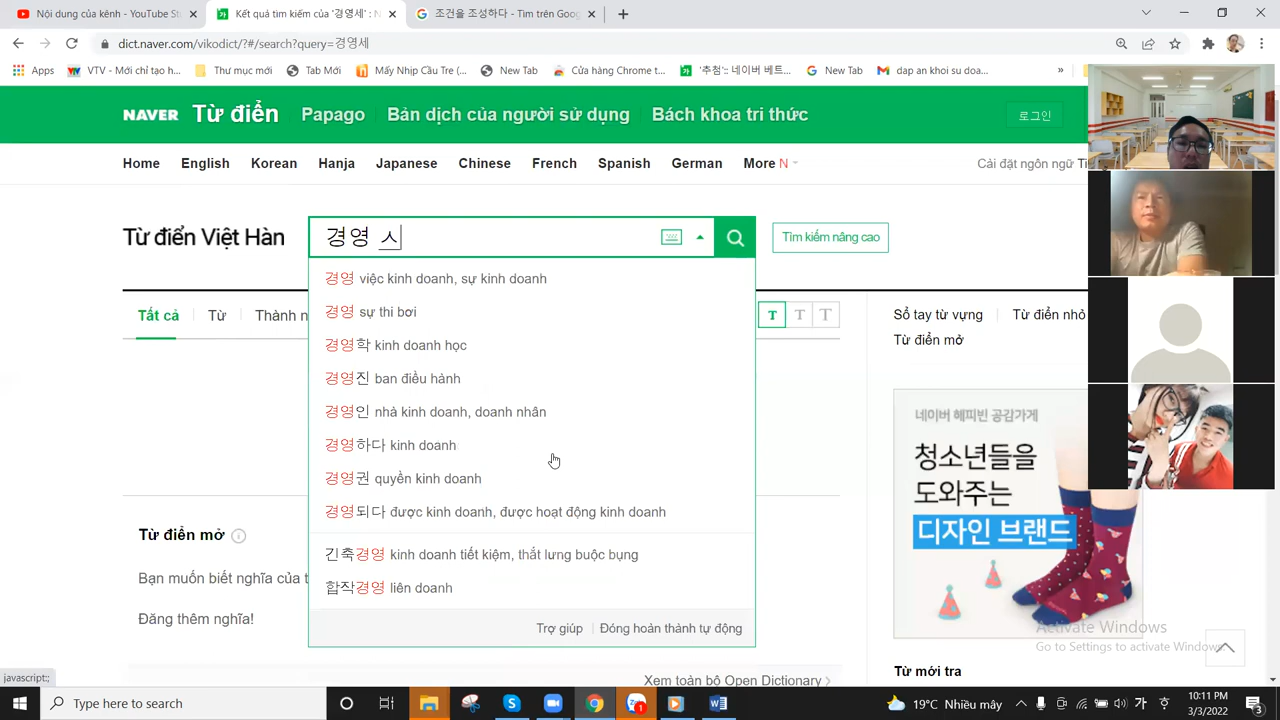 Nội dung của kênh - YouTube St
Kết quả tìm kiếm của '경영세' : N
조건을 조성하다 - Tìm trên Goog
dict.naver.com/vikodict/?#/search?query=경영세
Apps
VTV - Mới chỉ tạo h...
Thư mục mới
Tab Mới
Mấy Nhịp Cầu Tre (...
New Tab
Cửa hàng Chrome t...
'추첨': 네이버 베트...
New Tab
dap an khoi su doa...
»
NAVER Từ điển
Papago
Bản dịch của người sử dụng
Bách khoa tri thức
로그인
Home
English
Korean
Hanja
Japanese
Chinese
French
Spanish
German
More N
Cài đặt ngôn ngữ
Từ điển Việt Hàn
경영 ㅅ
Tìm kiếm nâng cao
경영 việc kinh doanh, sự kinh doanh
경영 sự thi bơi
경영학 kinh doanh học
경영진 ban điều hành
경영인 nhà kinh doanh, doanh nhân
경영하다 kinh doanh
경영권 quyền kinh doanh
경영되다 được kinh doanh, được hoạt động kinh doanh
긴축경영 kinh doanh tiết kiệm, thắt lưng buộc bụng
합작경영 liên doanh
Trợ giúp
Đóng hoàn thành tự động
Tất cả
Từ
Thành n
T T T
Sổ tay từ vựng
Từ điển nhỏ
Từ điển mở
Từ điển mở
Bạn muốn biết nghĩa của t
Đăng thêm nghĩa!
Xem toàn bộ Open Dictionary
네이버 해피빈 공감가게
청소년들을
도와주는
디자인 브랜드
Activate Windows
Go to Settings to activate Windows.
Từ mới tra
javascript:;
Type here to search
1
19°C Nhiều mây
가
10:11 PM
3/3/2022
3